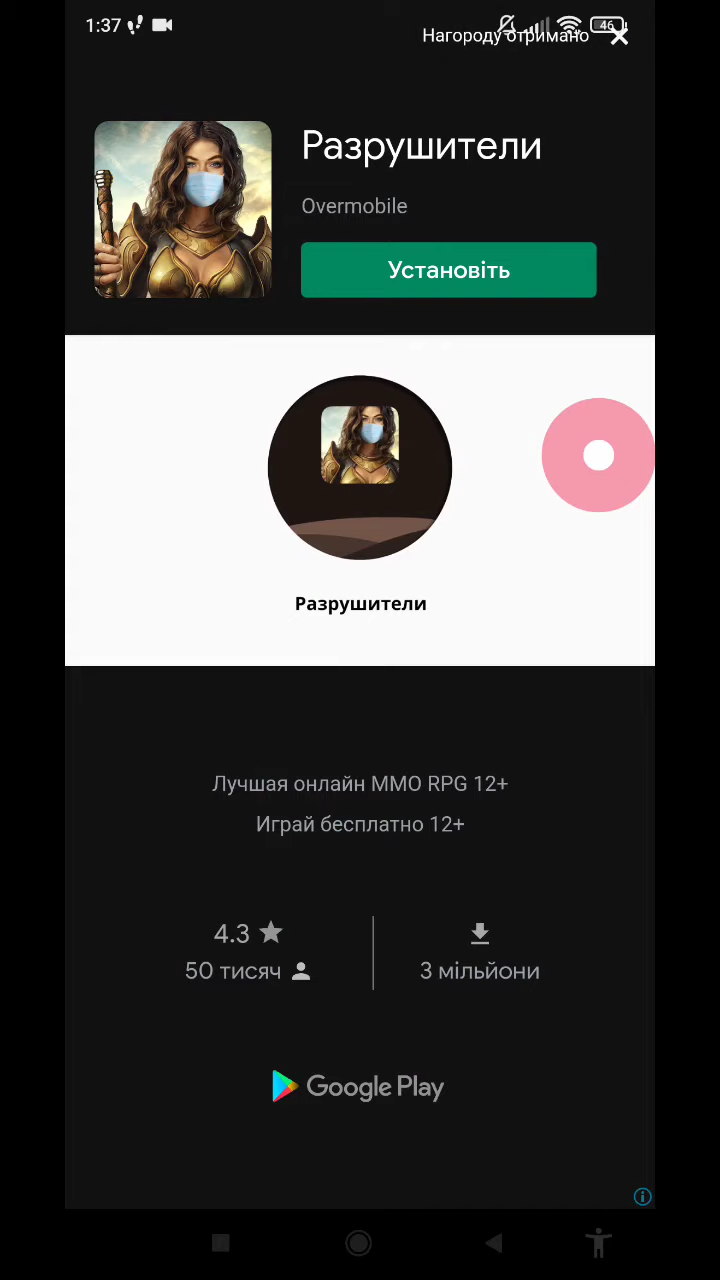 1:37
46
Нагороду отримано
Разрушители
Overmobile
Установіть
Разрушители
Лучшая онлайн MMO RPG 12+
Играй бесплатно 12+
4.3
50 тисяч
3 мільйони
Google Play